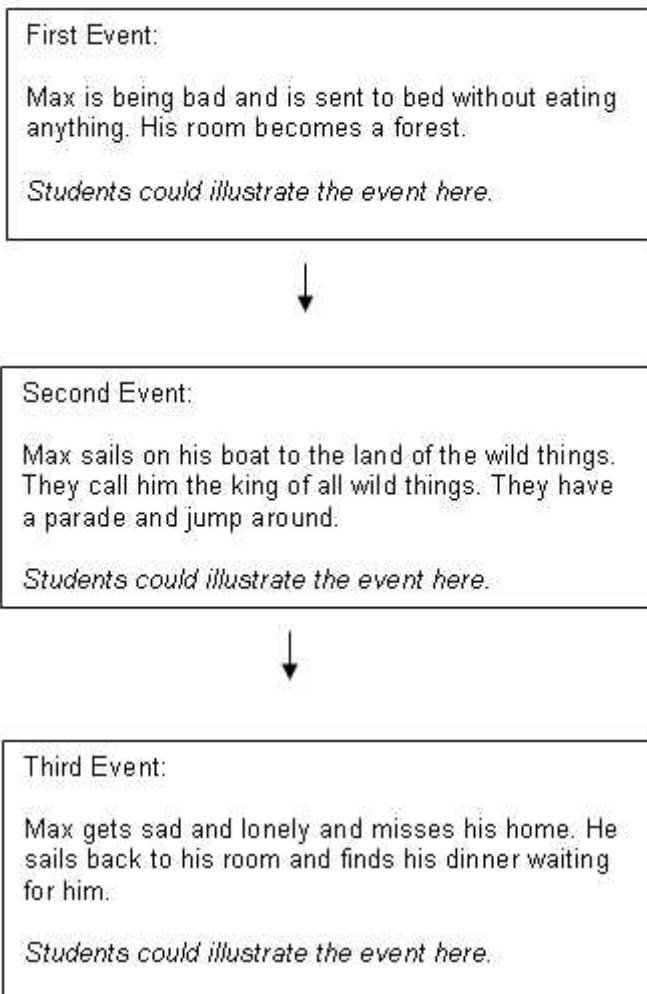 First Event:
Max is being bad and is sent to bed without eating
anything. His room becomes a forest.
Students could illustrate the event here.
Second Event:
Max sails on his boat to the land of the wild things.
They call him the king of all wild things. They have
a parade and jump around.
Students could illustrate the event here.
Third Event:
Max gets sad and lonely and misses his home. He
sails back to his room and finds his dinner waiting
for him.
Students could illustrate the event here.